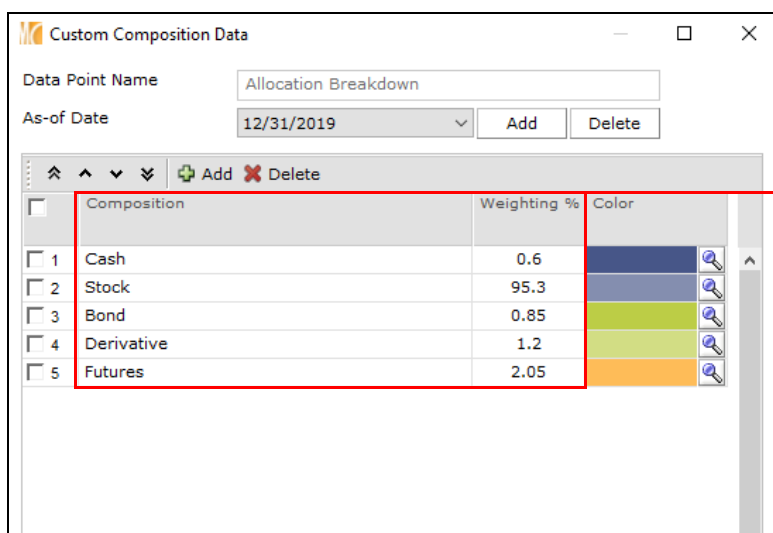 Custom Composition Data
Data Point Name Allocation Breakdown
As-of Date 12/31/2019 Add Delete
Add Delete
Composition Weighting % Color
1 Cash 0.6
2 Stock 95.3
3 Bond 0.85
4 Derivative 1.2
5 Futures 2.05